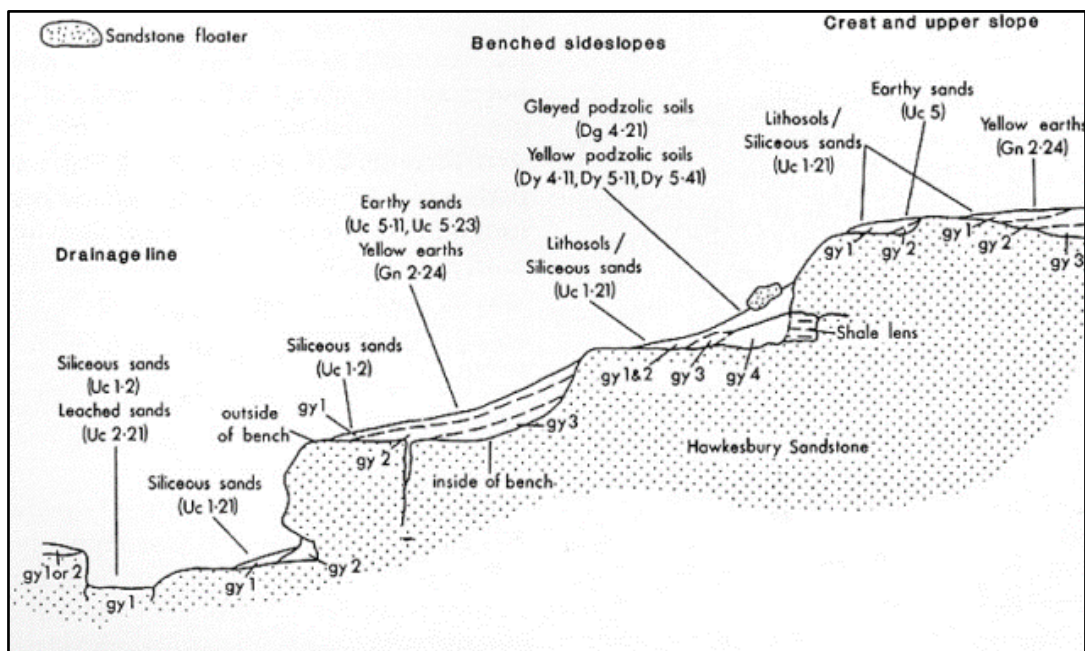 Sandstone floater
Benched sideslopes
Crest and upper slope
Earthy sands
(Uc 5)
Lithosols/
Siliceous sands
(Uc 1·21)
Yellow earths
(Gn 2·24)
Gleyed podzolic soils
(Dg 4·21)
Yellow podzolic soils
(Dy 4·11, Dy 5·11, Dy 5·41)
Earthy sands
(Uc 5·11, Uc 5·23)
Yellow earths
(Gn 2·24)
Lithosols/
Siliceous sands
(Uc 1·21)
Drainage line
Siliceous sands
(Uc 1·2)
Leached sands
(Uc 2·21)
Siliceous sands
(Uc 1·2)
gy 1
gy 2
gy 1
gy 2
gy 3
Shale lens
gy 1&2
gy 3
gy 4
outside
of bench
gy 1
gy 2
gy 3
inside of bench
Hawkesbury Sandstone
Siliceous sands
(Uc 1·21)
gy 1 or 2
gy 1
gy 1
gy 2